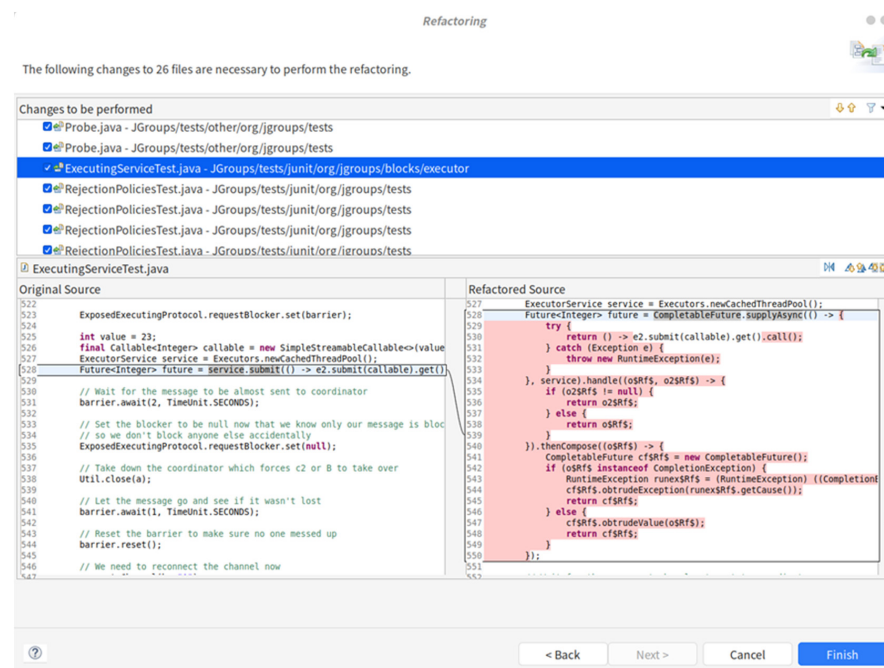 Refactoring
The following changes to 26 files are necessary to perform the refactoring.
Changes to be performed
Probe.java - JGroups/tests/other/org/jgroups/tests
Probe.java - JGroups/tests/other/org/jgroups/tests
ExecutingServiceTest.java - JGroups/tests/junit/org/jgroups/blocks/executor
RejectionPoliciesTest.java - JGroups/tests/junit/org/jgroups/tests
RejectionPoliciesTest.java - JGroups/tests/junit/org/jgroups/tests
RejectionPoliciesTest.java - JGroups/tests/junit/org/jgroups/tests
RejectionPoliciesTest.java - JGroups/tests/junit/org/jgroups/tests
ExecutingServiceTest.java
Original Source
522
523 ExposedExecutingProtocol.requestBlocker.set(barrier);
524
525 int value = 23;
526 final Callable<Integer> callable = new SimpleStreamableCallable<>(value
527 ExecutorService service = Executors.newCachedThreadPool();
528 Future<Integer> future = service.submit(() -> e2.submit(callable).get()
529
530 // Wait for the message to be almost sent to coordinator
531 barrier.await(2, TimeUnit.SECONDS);
532
533 // Set the blocker to be null now that we know only our message is bloc
534 // so we don't block anyone else accidentally
535 ExposedExecutingProtocol.requestBlocker.set(null);
536
537 // Take down the coordinator which forces c2 or B to take over
538 Util.close(a);
539
540 // Let the message go and see if it wasn't lost
541 barrier.await(1, TimeUnit.SECONDS);
542
543 // Reset the barrier to make sure no one messed up
544 barrier.reset();
545
546 // We need to reconnect the channel now
547
Refactored Source
527 ExecutorService service = Executors.newCachedThreadPool();
528 Future<Integer> future = CompletableFuture.supplyAsync(() -> {
529 try {
530 return () -> e2.submit(callable).get().call();
531 } catch (Exception e) {
532 throw new RuntimeException(e);
533 }
534 }, service).handle((o$Rf$, o2$Rf$) -> {
535 if (o2$Rf$ != null) {
536 return o2$Rf$;
537 } else {
538 return o$Rf$;
539 }
540 }).thenCompose((o$Rf$) -> {
541 CompletableFuture cf$Rf$ = new CompletableFuture();
542 if (o$Rf$ instanceof CompletionException) {
543 RuntimeException runex$Rf$ = (RuntimeException) ((CompletionE
544 cf$Rf$.obtrudeException(runex$Rf$.getCause());
545 return cf$Rf$;
546 } else {
547 cf$Rf$.obtrudeValue(o$Rf$);
548 return cf$Rf$;
549 }
550 });
551
552
< Back
Next >
Cancel
Finish